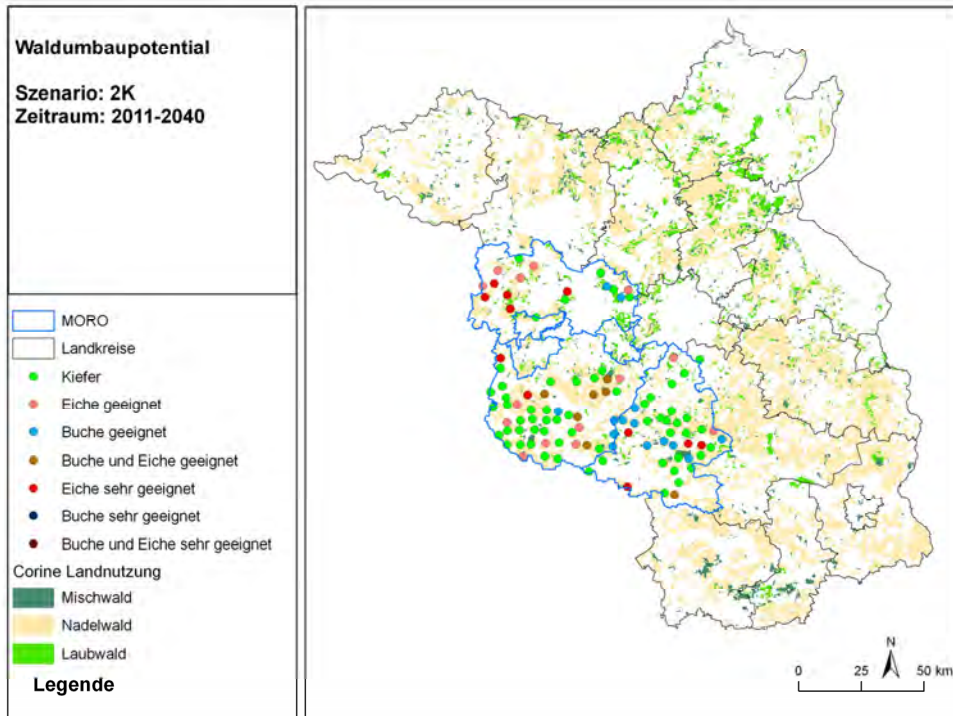 Waldumbaupotential
Szenario: 2K
Zeitraum: 2011-2040
MORO
Landkreise
Kiefer
Eiche geeignet
Buche geeignet
Buche und Eiche geeignet
Eiche sehr geeignet
Buche sehr geeignet
Buche und Eiche sehr geeignet
Corine Landnutzung
Mischwald
Nadelwald
Laubwald
Legende
N
0 25 50 km